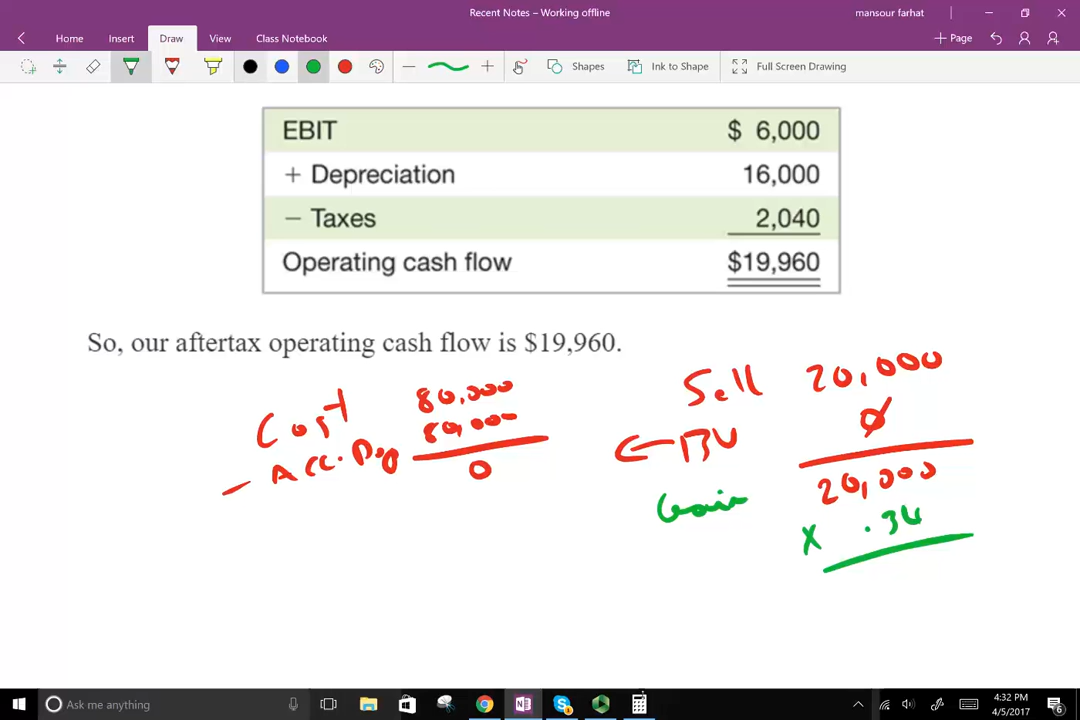 Recent Notes – Working offline
mansour farhat
Home Insert Draw View Class Notebook
Page
Shapes Ink to Shape Full Screen Drawing
EBIT $ 6,000
+ Depreciation 16,000
− Taxes 2,040
Operating cash flow $19,960
So, our aftertax operating cash flow is $19,960.
Cost 80,000
- Acc. Dep 80,000
0
Sell 20,000
← BV 0
Gain 20,000
x .34
Ask me anything
4:32 PM
4/5/2017
6